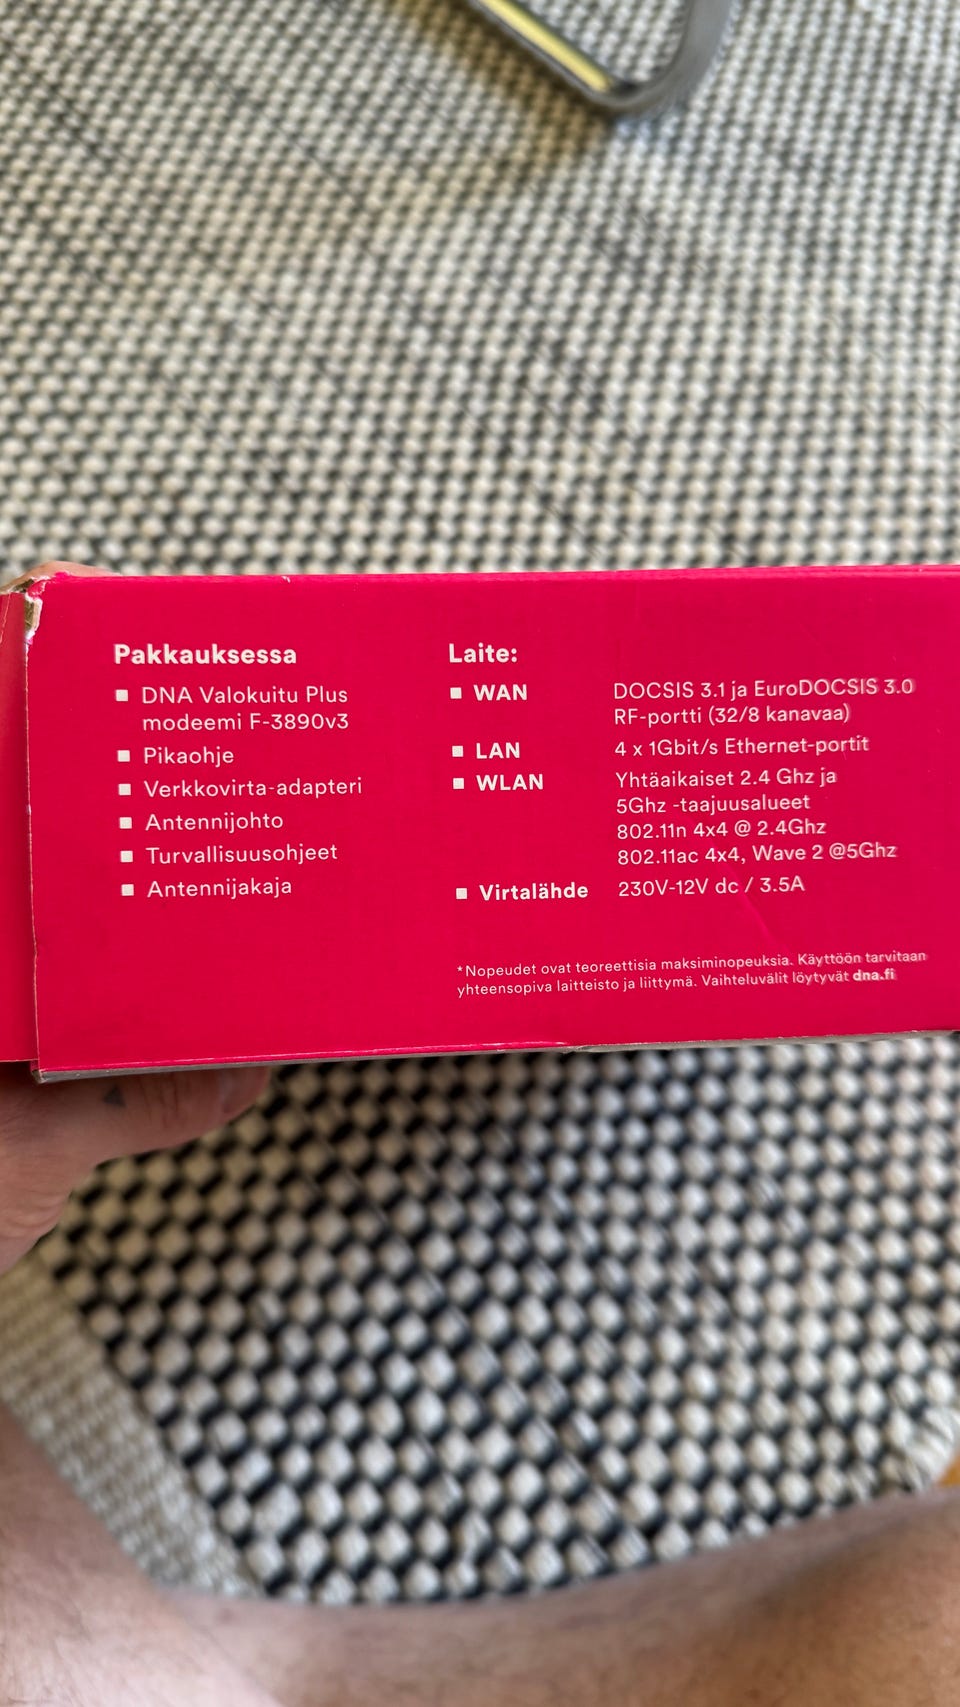 Pakkauksessa
DNA Valokuitu Plus
modeemi F-3890v3
Pikaohje
Verkkovirta-adapteri
Antennijohto
Turvallisuusohjeet
Antennijakaja
Laite:
WAN DOCSIS 3.1 ja EuroDOCSIS 3.0
RF-portti (32/8 kanavaa)
LAN 4 x 1Gbit/s Ethernet-portit
WLAN Yhtäaikaiset 2.4 Ghz ja
5Ghz -taajuusalueet
802.11n 4x4 @ 2.4Ghz
802.11ac 4x4, Wave 2 @5Ghz
Virtalähde 230V-12V dc / 3.5A
*Nopeudet ovat teoreettisia maksiminopeuksia. Käyttöön tarvitaan
yhteensopiva laitteisto ja liittymä. Vaihteluvälit löytyvät dna.fi